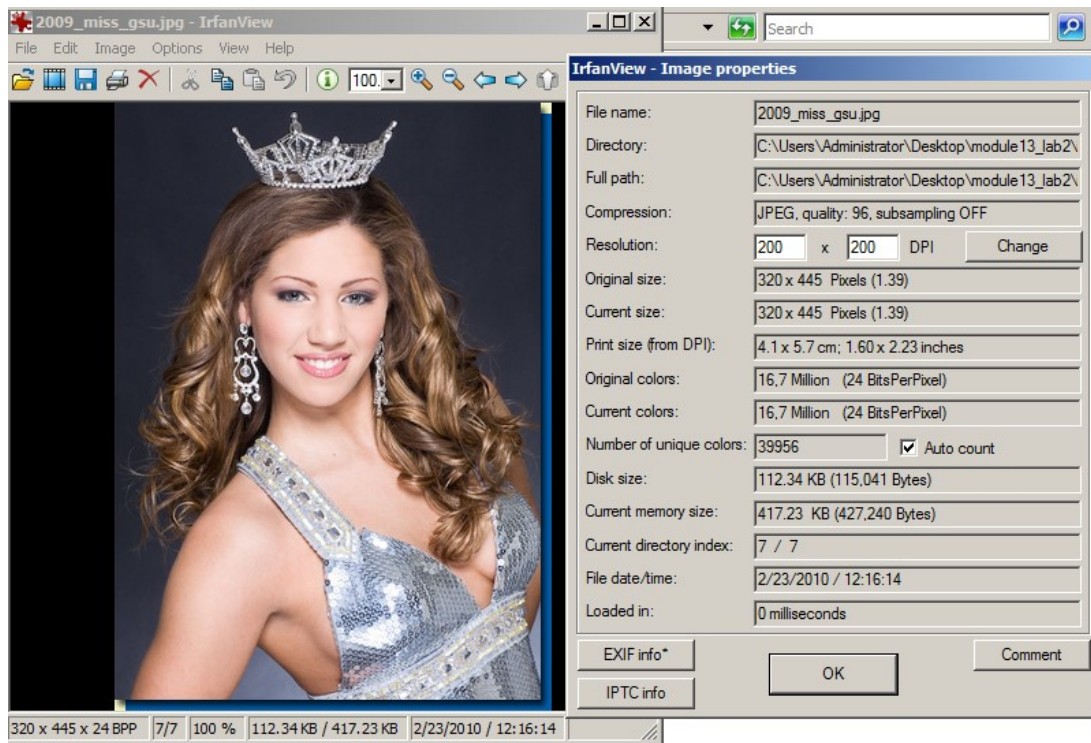 2009_miss_gsu.jpg - IrfanView
File Edit Image Options View Help
100.
Search
IrfanView - Image properties
File name: 2009_miss_gsu.jpg
Directory: C:\Users\Administrator\Desktop\module13_lab2\
Full path: C:\Users\Administrator\Desktop\module13_lab2\
Compression: JPEG, quality: 96, subsampling OFF
Resolution: 200 x 200 DPI Change
Original size: 320 x 445 Pixels (1.39)
Current size: 320 x 445 Pixels (1.39)
Print size (from DPI): 4.1 x 5.7 cm; 1.60 x 2.23 inches
Original colors: 16,7 Million (24 BitsPerPixel)
Current colors: 16,7 Million (24 BitsPerPixel)
Number of unique colors: 39956 Auto count
Disk size: 112.34 KB (115,041 Bytes)
Current memory size: 417.23 KB (427,240 Bytes)
Current directory index: 7 / 7
File date/time: 2/23/2010 / 12:16:14
Loaded in: 0 milliseconds
EXIF info* OK Comment
IPTC info
320 x 445 x 24 BPP 7/7 100 % 112.34 KB / 417.23 KB 2/23/2010 / 12:16:14